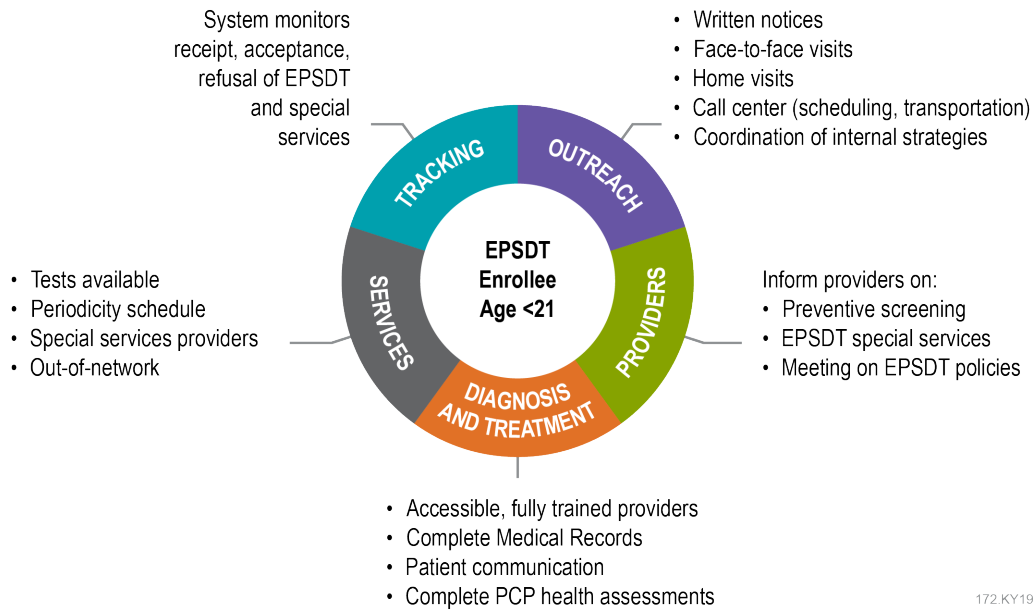 System monitors
receipt, acceptance,
refusal of EPSDT
and special
services
• Written notices
• Face-to-face visits
• Home visits
• Call center (scheduling, transportation)
• Coordination of internal strategies
TRACKING
OUTREACH
EPSDT
Enrollee
Age <21
SERVICES
PROVIDERS
DIAGNOSIS
AND TREATMENT
• Tests available
• Periodicity schedule
• Special services providers
• Out-of-network
Inform providers on:
• Preventive screening
• EPSDT special services
• Meeting on EPSDT policies
• Accessible, fully trained providers
• Complete Medical Records
• Patient communication
• Complete PCP health assessments
172.KY19